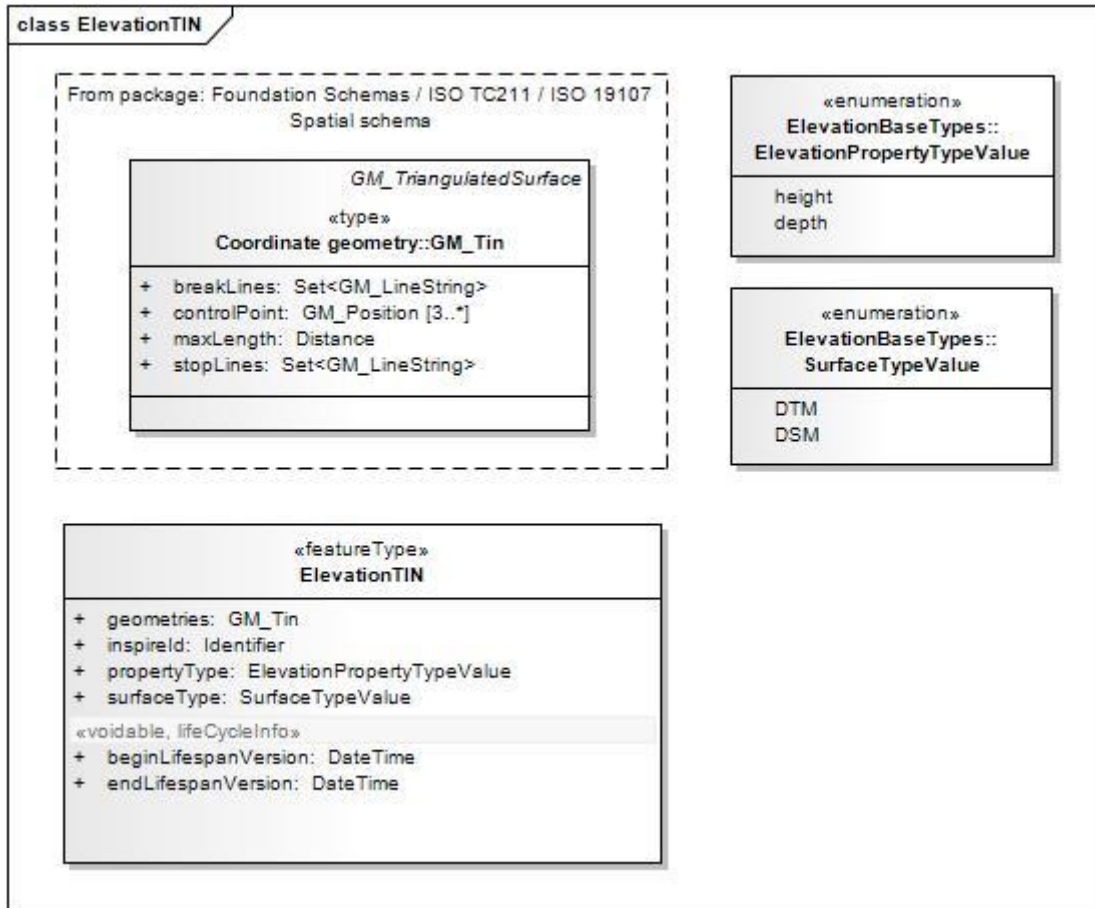 class ElevationTIN
From package: Foundation Schemas / ISO TC211 / ISO 19107
Spatial schema
GM_TriangulatedSurface
«type»
Coordinate geometry::GM_Tin
+ breakLines: Set<GM_LineString>
+ controlPoint: GM_Position [3..*]
+ maxLength: Distance
+ stopLines: Set<GM_LineString>
«enumeration»
ElevationBaseTypes::
ElevationPropertyTypeValue
height
depth
«enumeration»
ElevationBaseTypes::
SurfaceTypeValue
DTM
DSM
«featureType»
ElevationTIN
+ geometries: GM_Tin
+ inspireId: Identifier
+ propertyType: ElevationPropertyTypeValue
+ surfaceType: SurfaceTypeValue
«voidable, lifeCycleInfo»
+ beginLifespanVersion: DateTime
+ endLifespanVersion: DateTime